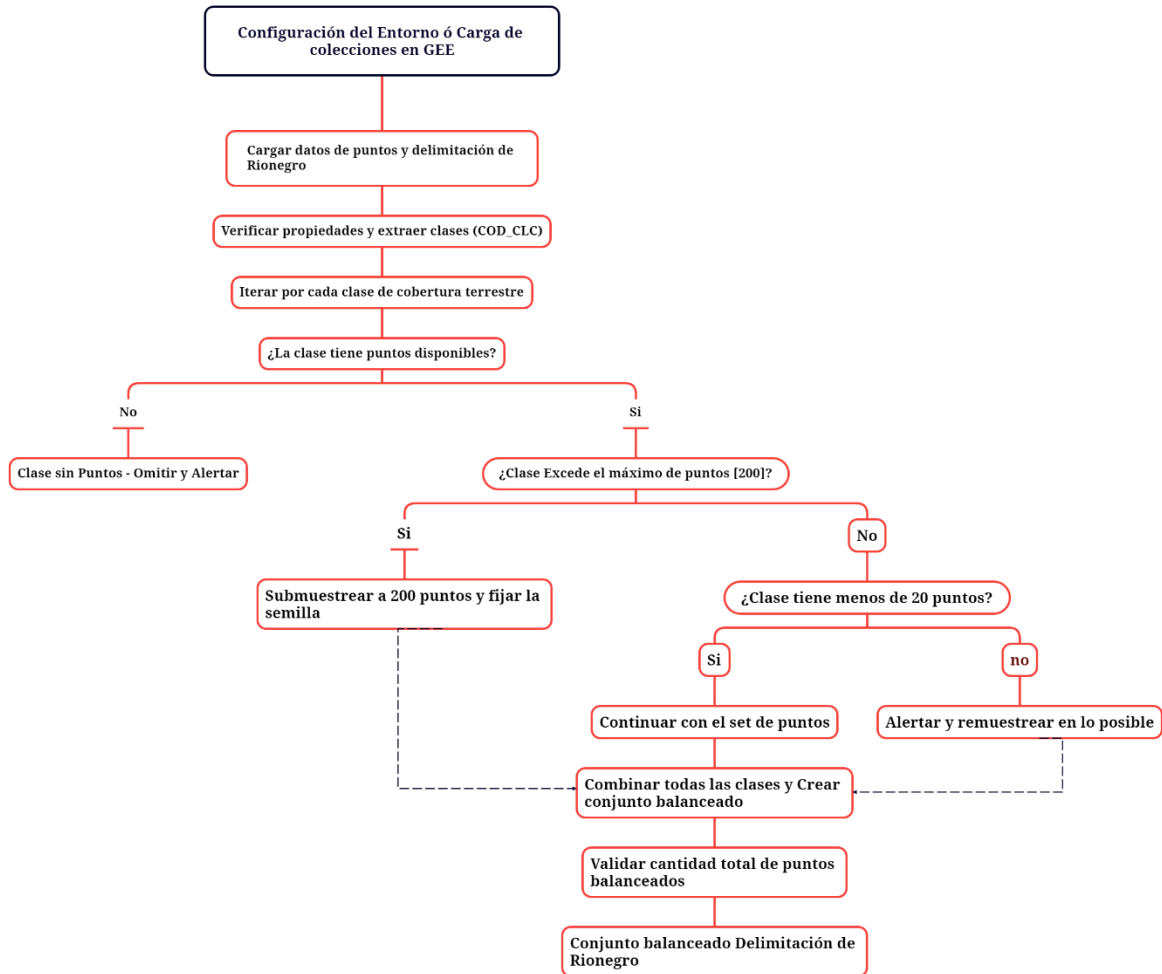 Configuración del Entorno ó Carga de
colecciones en GEE
Cargar datos de puntos y delimitación de
Rionegro
Verificar propiedades y extraer clases (COD_CLC)
Iterar por cada clase de cobertura terrestre
¿La clase tiene puntos disponibles?
No
Si
Clase sin Puntos - Omitir y Alertar
¿Clase Excede el máximo de puntos [200]?
Si
No
Submuestrear a 200 puntos y fijar la
semilla
¿Clase tiene menos de 20 puntos?
Si
no
Continuar con el set de puntos
Alertar y remuestrear en lo posible
Combinar todas las clases y Crear
conjunto balanceado
Validar cantidad total de puntos
balanceados
Conjunto balanceado Delimitación de
Rionegro